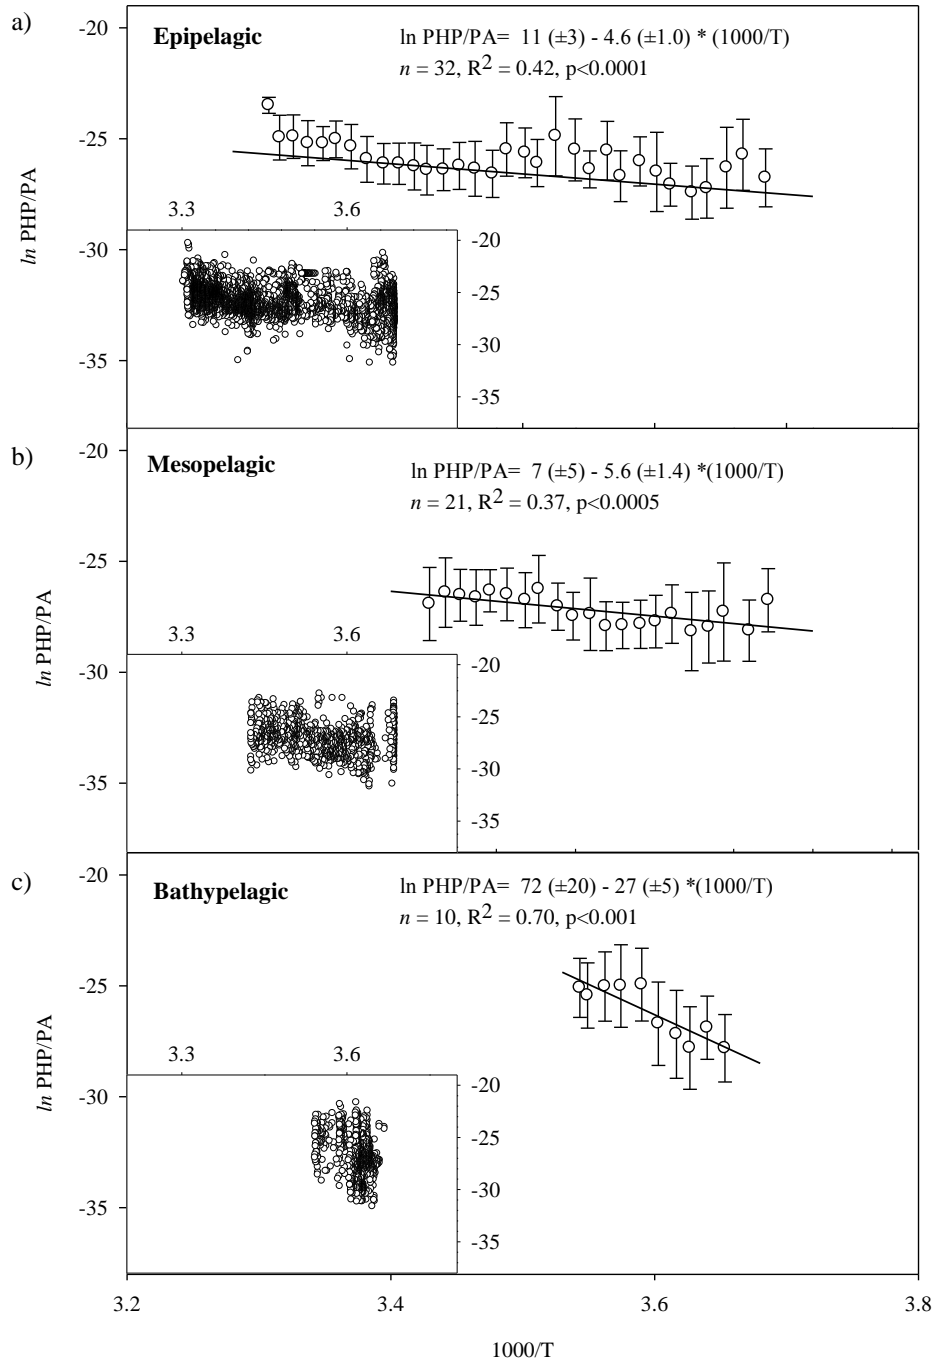 a)
Epipelagic
ln PHP/PA= 11 (±3) - 4.6 (±1.0) * (1000/T)
n = 32, R2 = 0.42, p<0.0001
-20
-25
-30
-35
ln PHP/PA
3.3 3.6
-20
-25
-30
-35
b)
Mesopelagic
ln PHP/PA= 7 (±5) - 5.6 (±1.4) *(1000/T)
n = 21, R2 = 0.37, p<0.0005
-20
-25
-30
-35
ln PHP/PA
3.3 3.6
-20
-25
-30
-35
c)
Bathypelagic
ln PHP/PA= 72 (±20) - 27 (±5) *(1000/T)
n = 10, R2 = 0.70, p<0.001
-20
-25
-30
-35
ln PHP/PA
3.3 3.6
-20
-25
-30
-35
3.2 3.4 3.6 3.8
1000/T